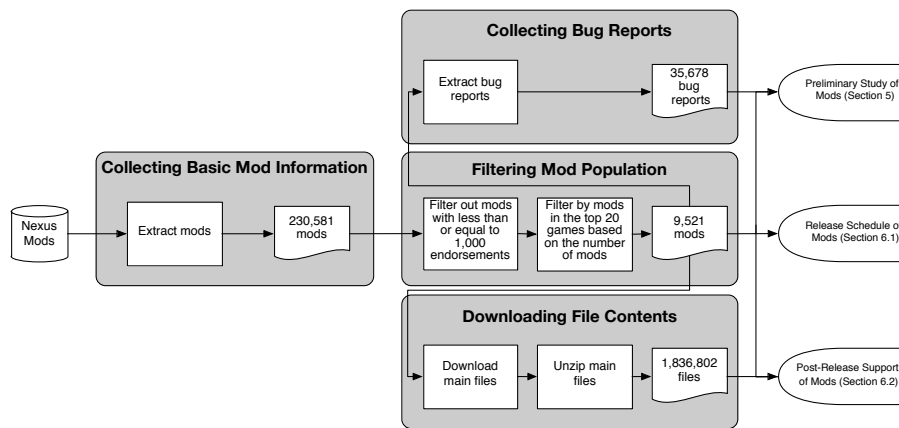 Collecting Bug Reports
Extract bug
reports
35,678
bug
reports
Preliminary Study of
Mods (Section 5)
Collecting Basic Mod Information
Nexus
Mods
Extract mods
230,581
mods
Filtering Mod Population
Filter out mods
with less than
or equal to
1,000
endorsements
Filter by mods
in the top 20
games based
on the number
of mods
9,521
mods
Release Schedule of
Mods (Section 6.1)
Downloading File Contents
Download
main files
Unzip main
files
1,836,802
files
Post-Release Support
of Mods (Section 6.2)